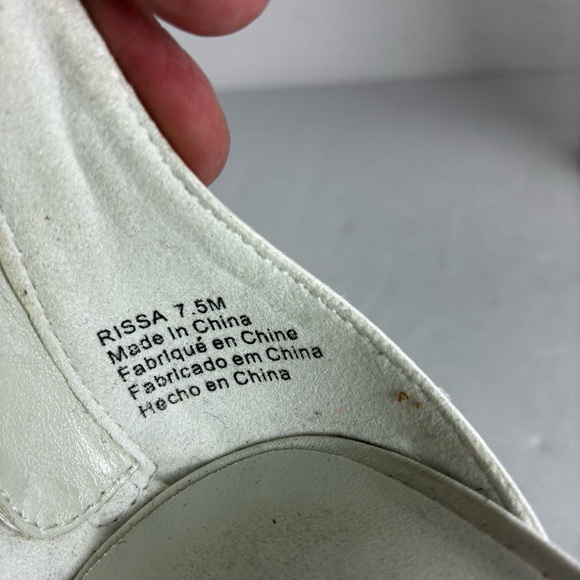 RISSA 7.5M
Made in China
Fabriqué en Chine
Fabricado em China
Hecho en China